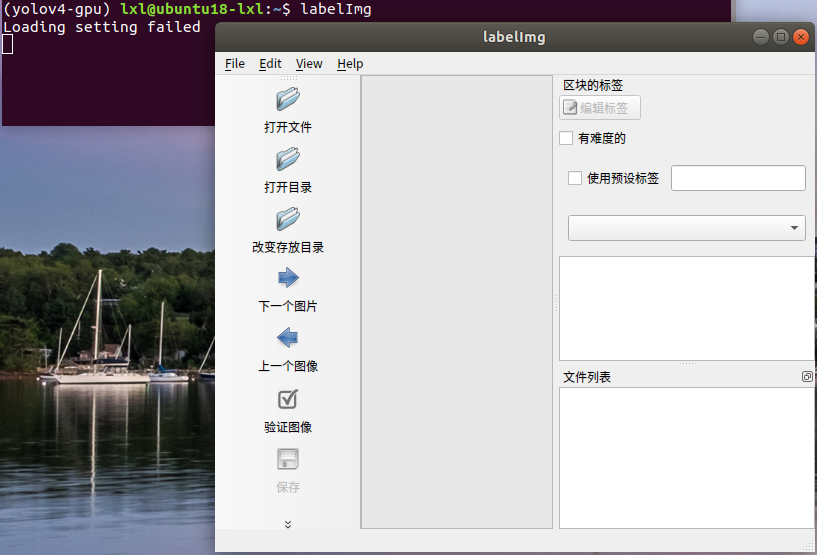 (yolov4-gpu) lxl@ubuntu18-lxl:~$ labelImg
Loading setting failed
labelImg
File Edit View Help
打开文件
打开目录
改变存放目录
下一个图片
上一个图像
验证图像
保存
区块的标签
编辑标签
有难度的
使用预设标签
文件列表